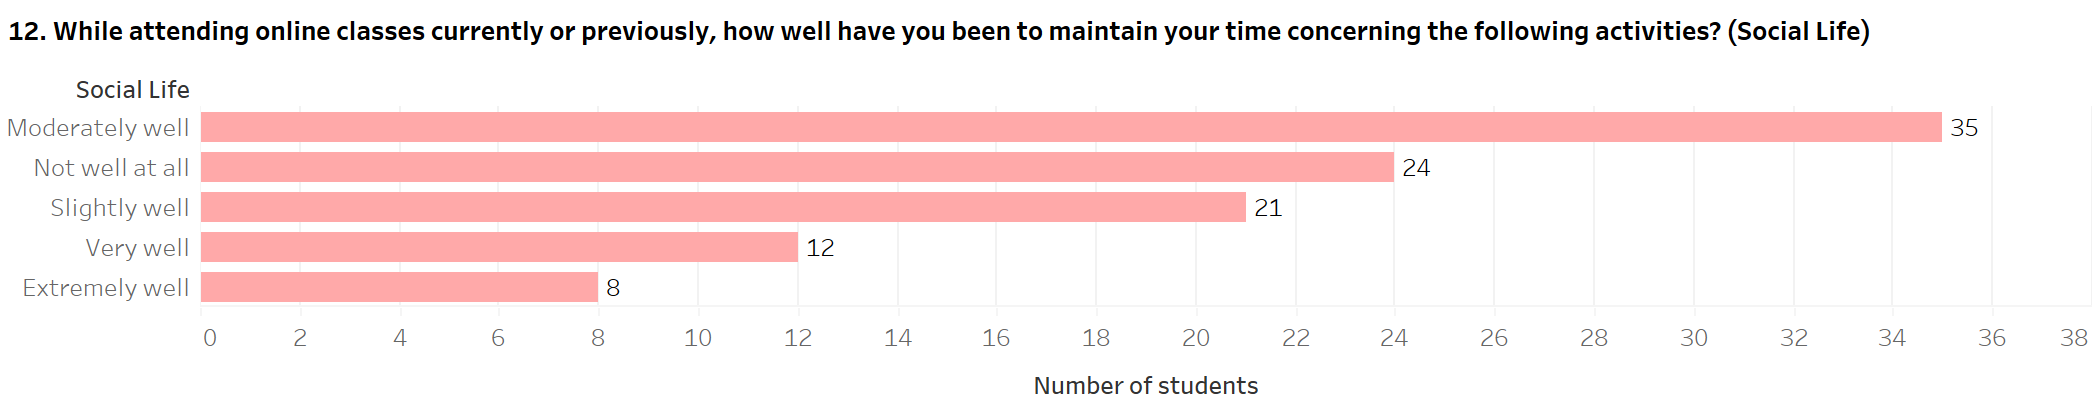 12. While attending online classes currently or previously, how well have you been to maintain your time concerning the following activities? (Social Life)
Social Life
Moderately well 35
Not well at all 24
Slightly well 21
Very well 12
Extremely well 8
0 2 4 6 8 10 12 14 16 18 20 22 24 26 28 30 32 34 36 38
Number of students